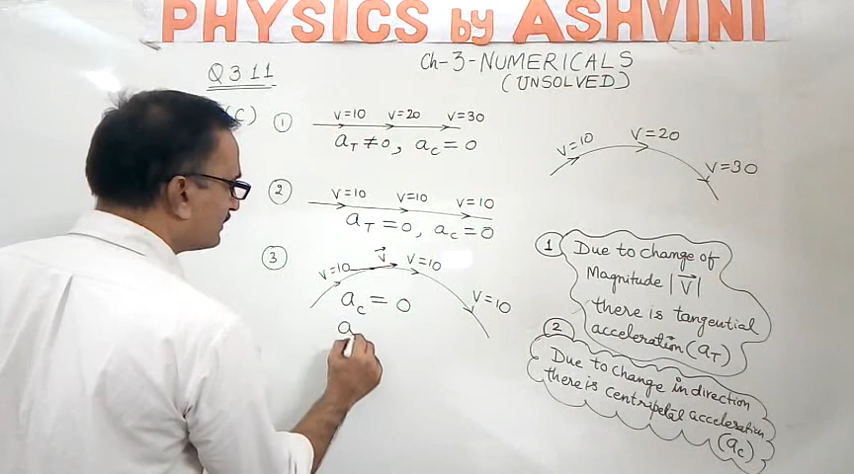 PHYSICS by ASHVINI
Ch-3-NUMERICALS
(UNSOLVED)
Q 3 11
(C)
1
V=10 V=20 V=30
a_T ≠ 0, a_c = 0
2
V=10 V=10 V=10
a_T = 0, a_c = 0
3
V=10 V⃗ V=10 V=10
a_c = 0
a
V=10 V=20 V=30
1 Due to change of
Magnitude |V⃗|
there is tangential
acceleration (a_T)
2
Due to change in direction
there is centripetal acceleration
(a_c)